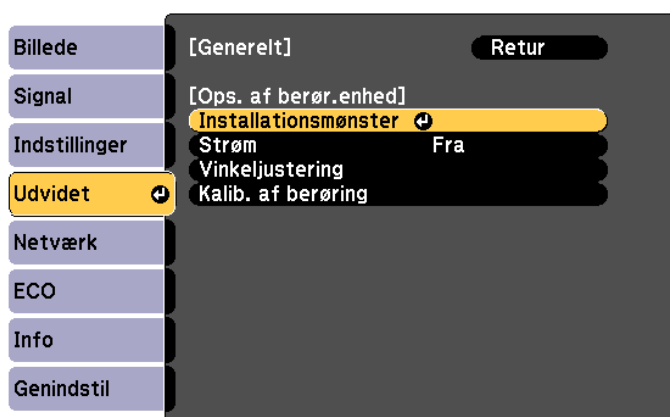 Billede
Signal
Indstillinger
Udvidet
Netværk
ECO
Info
Genindstil
[Generelt] Retur
[Ops. af berør.enhed]
Installationsmønster
Strøm Fra
Vinkeljustering
Kalib. af berøring